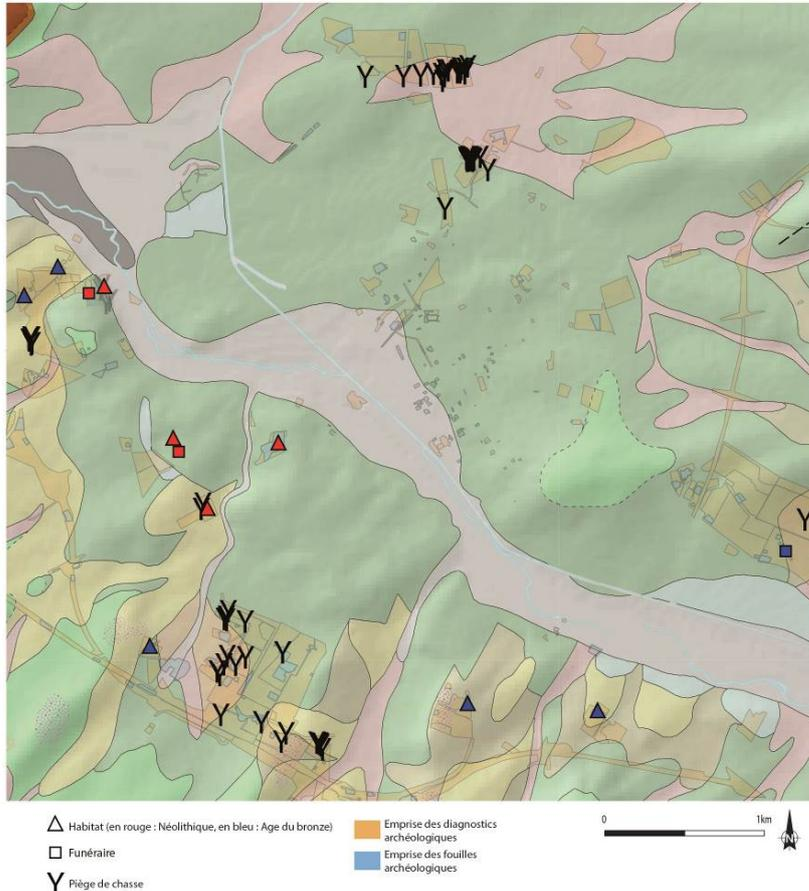 Habitat (en rouge : Néolithique, en bleu : Age du bronze)
Funéraire
Y Piège de chasse
Emprise des diagnostics
archéologiques
Emprise des fouilles
archéologiques
0 1km
N